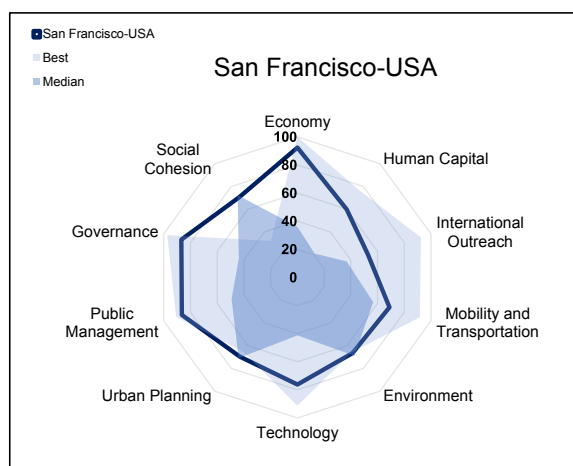 San Francisco-USA
Best
Median
San Francisco-USA
Economy
100
80
60
40
20
0
Human Capital
International
Outreach
Mobility and
Transportation
Environment
Technology
Urban Planning
Public
Management
Governance
Social
Cohesion